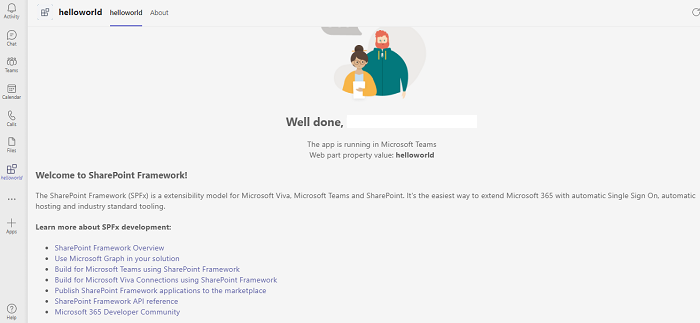 Activity
Chat
Teams
Calendar
Calls
Files
helloworld
...
Apps
Help
helloworld helloworld About
Well done,
The app is running in Microsoft Teams
Web part property value: helloworld
Welcome to SharePoint Framework!
The SharePoint Framework (SPFx) is a extensibility model for Microsoft Viva, Microsoft Teams and SharePoint. It's the easiest way to extend Microsoft 365 with automatic Single Sign On, automatic
hosting and industry standard tooling.
Learn more about SPFx development:
• SharePoint Framework Overview
• Use Microsoft Graph in your solution
• Build for Microsoft Teams using SharePoint Framework
• Build for Microsoft Viva Connections using SharePoint Framework
• Publish SharePoint Framework applications to the marketplace
• SharePoint Framework API reference
• Microsoft 365 Developer Community